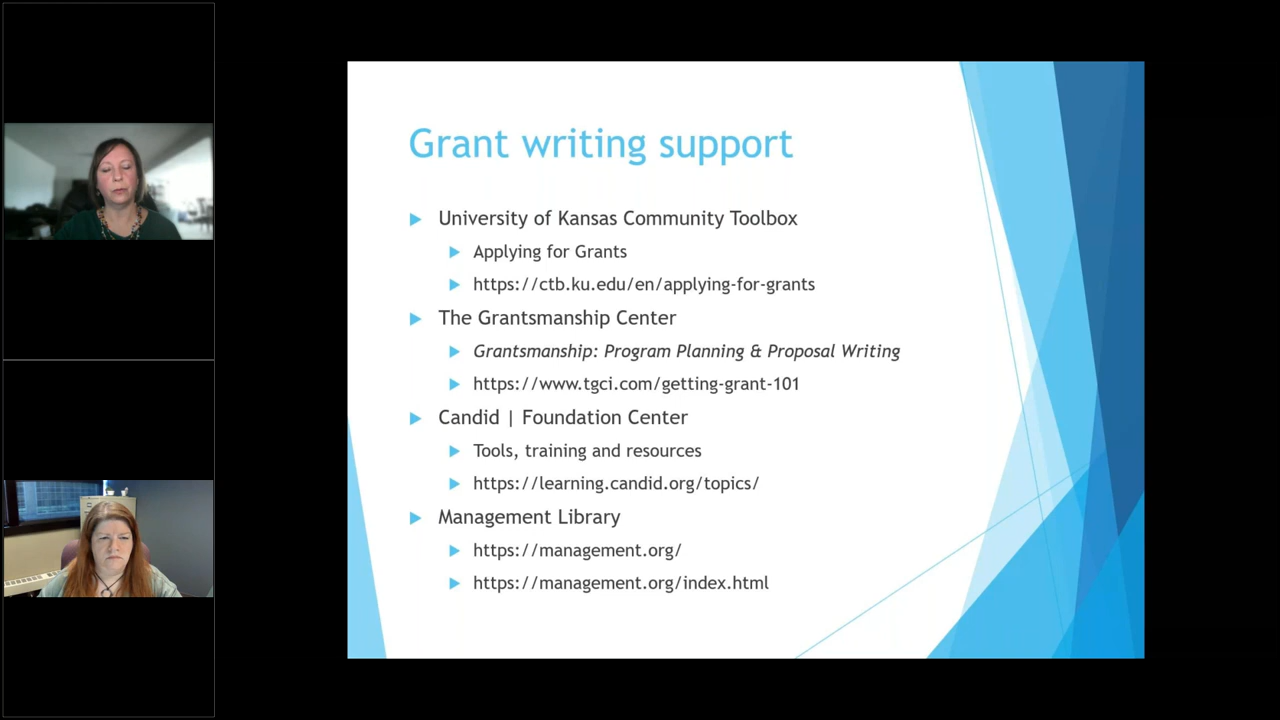 Grant writing support
University of Kansas Community Toolbox
Applying for Grants
https://ctb.ku.edu/en/applying-for-grants
The Grantsmanship Center
Grantsmanship: Program Planning & Proposal Writing
https://www.tgci.com/getting-grant-101
Candid | Foundation Center
Tools, training and resources
https://learning.candid.org/topics/
Management Library
https://management.org/
https://management.org/index.html